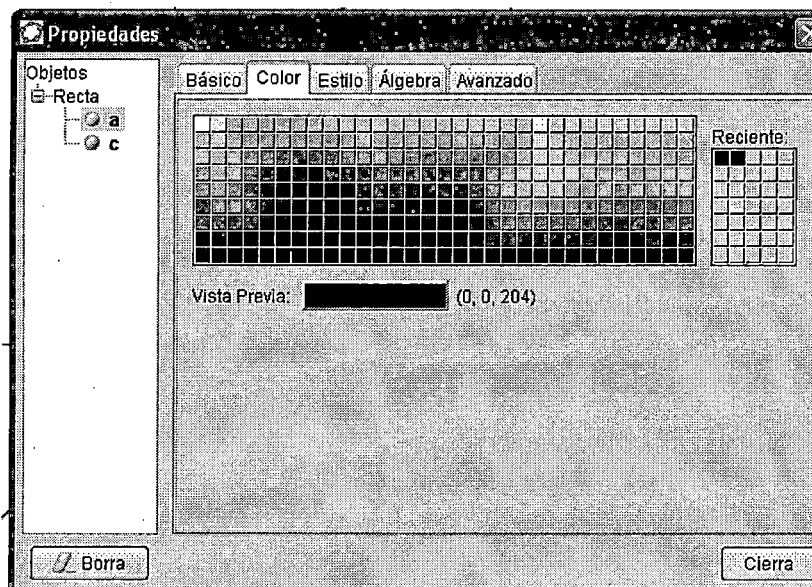 Propiedades
Objetos
Recta
a
c
Básico Color Estilo Álgebra Avanzado
Reciente:
Vista Previa: (0, 0, 204)
Borra
Cierra